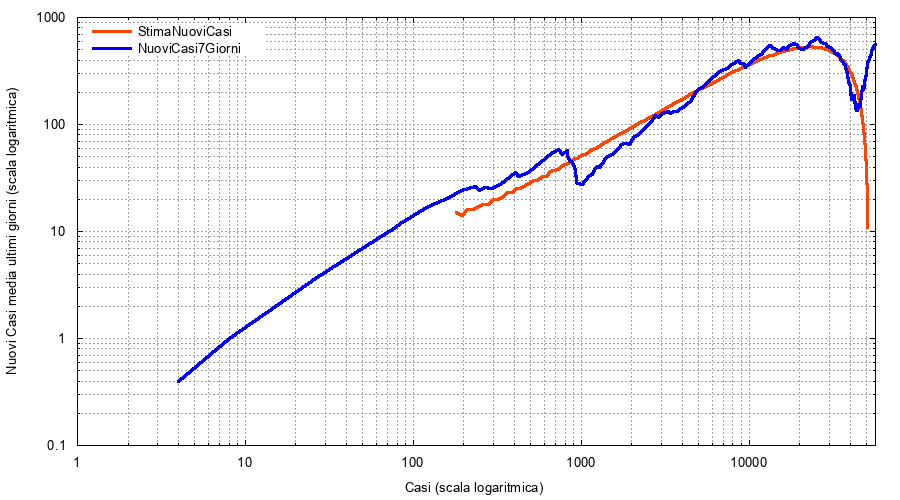 1000
100
10
1
0.1
StimaNuoviCasi
NuoviCasi7Giorni
Nuovi Casi media ultimi giorni (scala logaritmica)
1 10 100 1000 10000
Casi (scala logaritmica)